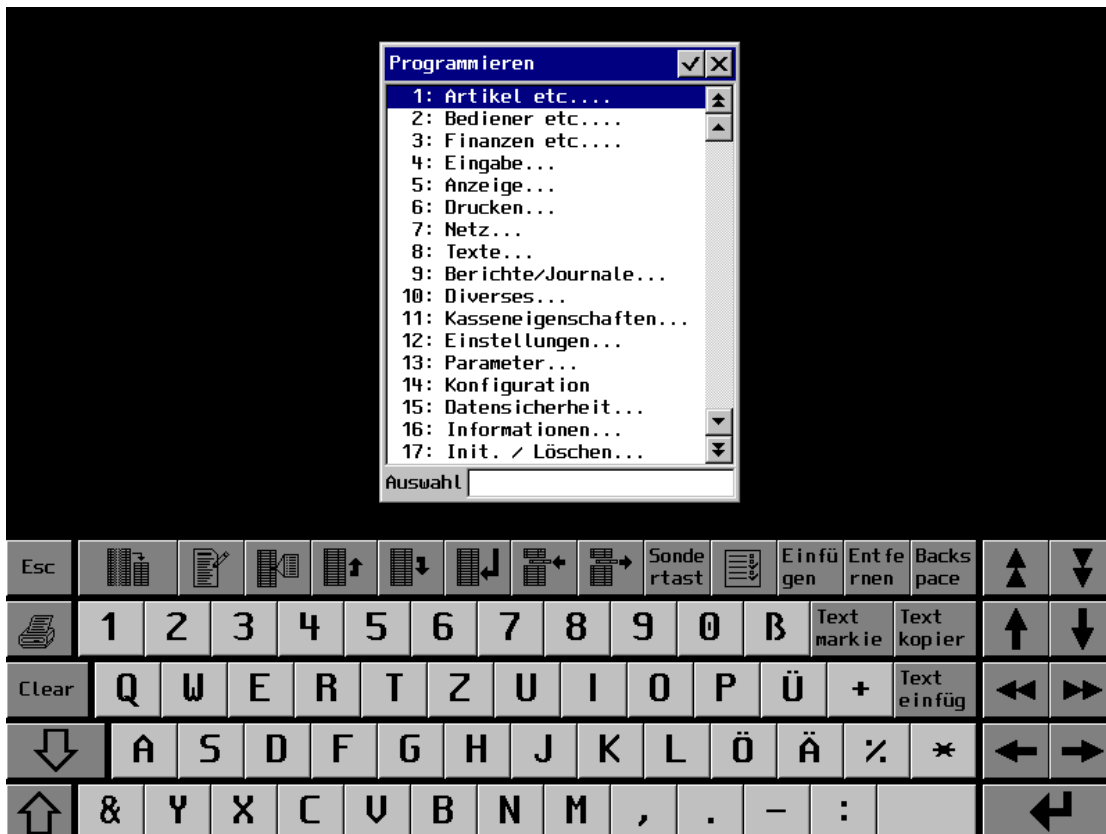 Programmieren
1: Artikel etc....
2: Bediener etc....
3: Finanzen etc....
4: Eingabe...
5: Anzeige...
6: Drucken...
7: Netz...
8: Texte...
9: Berichte/Journale...
10: Diverses...
11: Kasseneigenschaften...
12: Einstellungen...
13: Parameter...
14: Konfiguration
15: Datensicherheit...
16: Informationen...
17: Init. / Löschen...
Auswahl
Esc Sonde Einfü Entfe Backs
rtast gen rnen pace
1 2 3 4 5 6 7 8 9 0 ß Text Text
markie kopier
Clear Q W E R T Z U I O P Ü + Text
einfüg
A S D F G H J K L Ö Ä % *
& Y X C V B N M , . - :